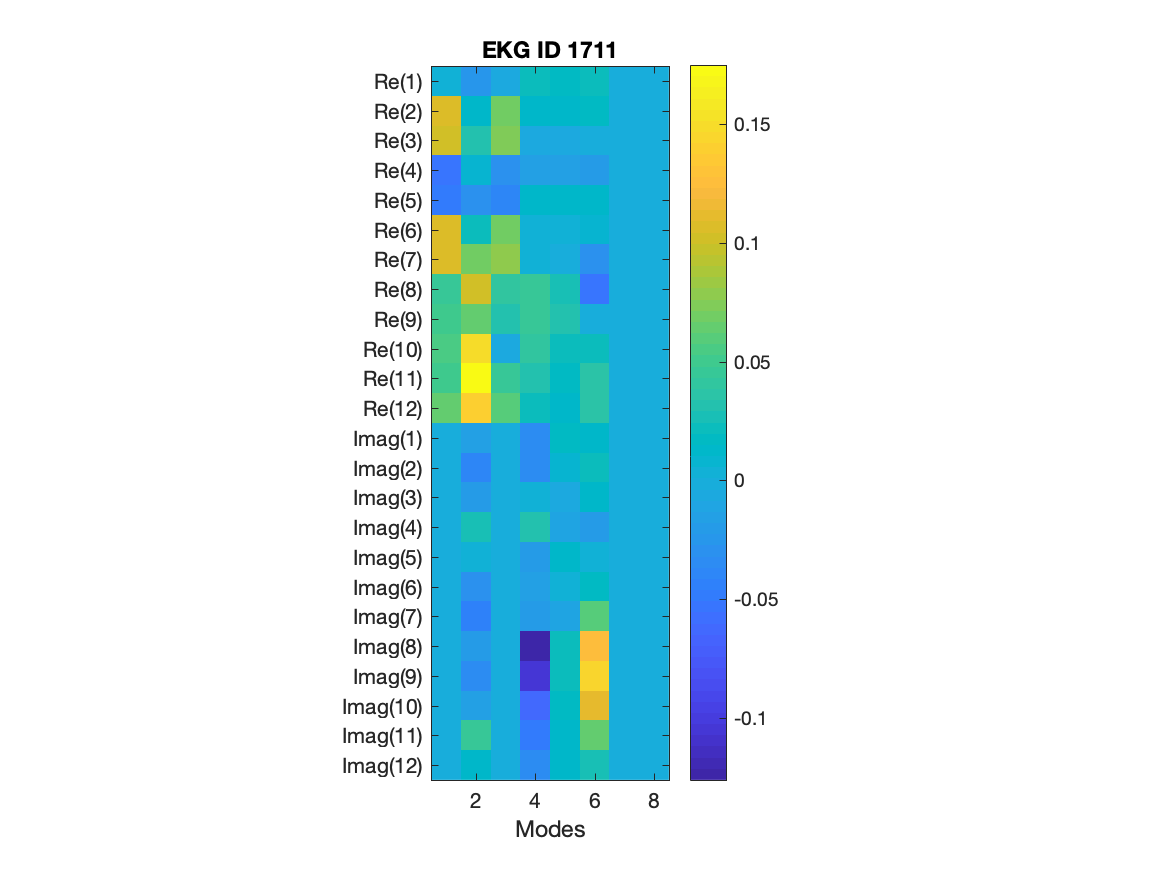 EKG ID 1711
Re(1)
Re(2)
Re(3)
Re(4)
Re(5)
Re(6)
Re(7)
Re(8)
Re(9)
Re(10)
Re(11)
Re(12)
Imag(1)
Imag(2)
Imag(3)
Imag(4)
Imag(5)
Imag(6)
Imag(7)
Imag(8)
Imag(9)
Imag(10)
Imag(11)
Imag(12)
2 4 6 8
Modes
0.15
0.1
0.05
0
-0.05
-0.1